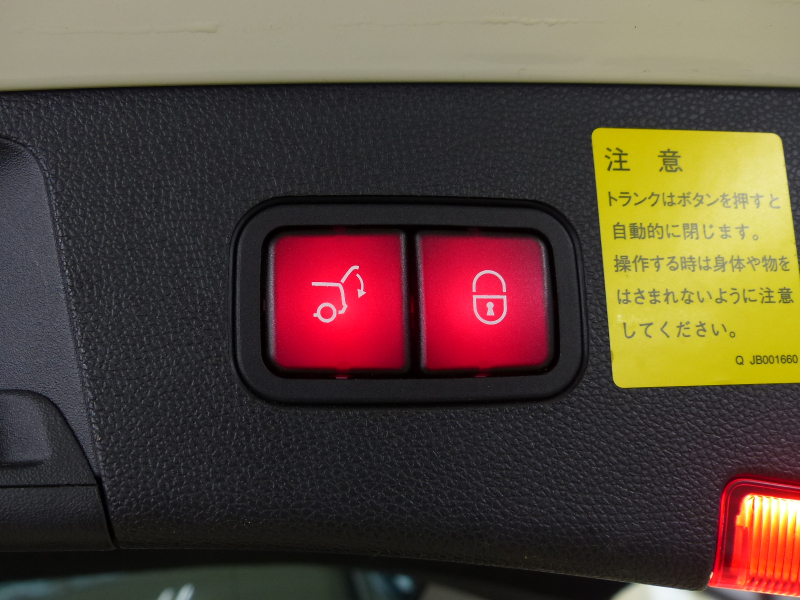 注 意
トランクはボタンを押すと
自動的に閉じます。
操作する時は身体や物を
はさまれないように注意
してください。
Q JB001660